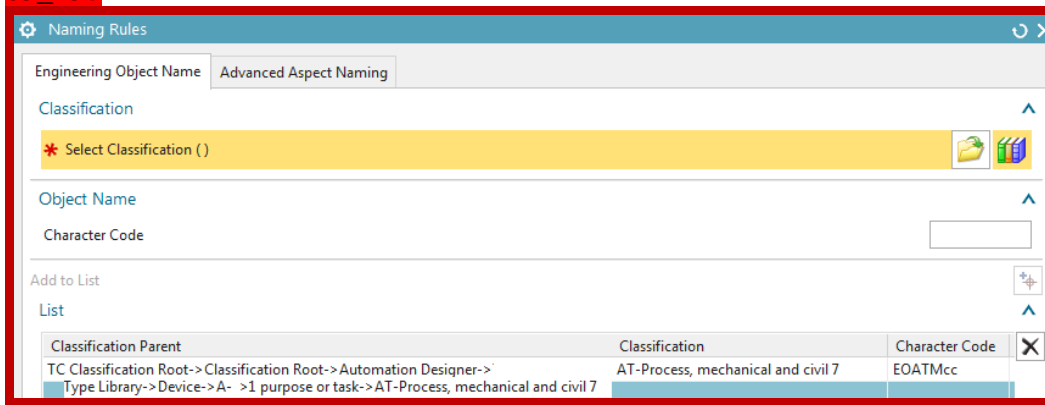 Naming Rules
Engineering Object Name Advanced Aspect Naming
Classification
* Select Classification ( )
Object Name
Character Code
Add to List
List
Classification Parent Classification Character Code
TC Classification Root->Classification Root->Automation Designer-> AT-Process, mechanical and civil 7 EOATMcc
Type Library->Device->A- >1 purpose or task->AT-Process, mechanical and civil 7